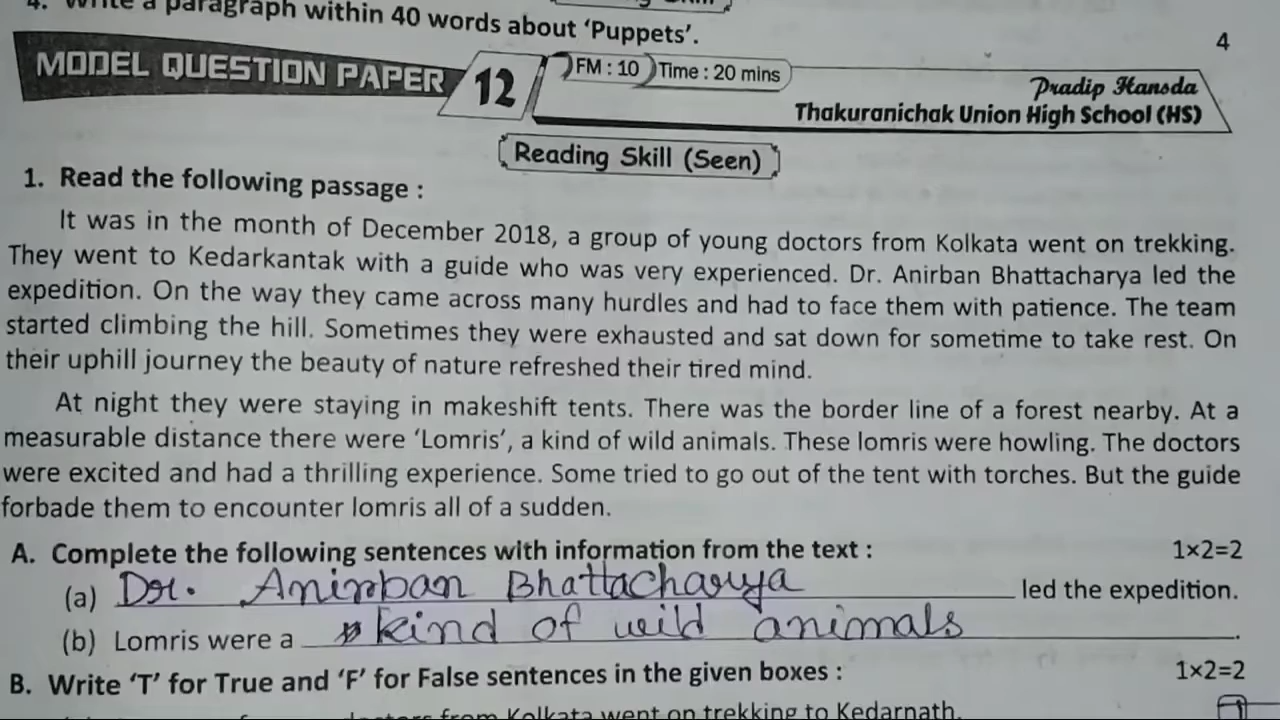 4. Write a paragraph within 40 words about 'Puppets'.
4
MODEL QUESTION PAPER 12 FM : 10 Time : 20 mins
Pradip Hansda
Thakuranichak Union High School (HS)
Reading Skill (Seen)
1. Read the following passage :
It was in the month of December 2018, a group of young doctors from Kolkata went on trekking.
They went to Kedarkantak with a guide who was very experienced. Dr. Anirban Bhattacharya led the
expedition. On the way they came across many hurdles and had to face them with patience. The team
started climbing the hill. Sometimes they were exhausted and sat down for sometime to take rest. On
their uphill journey the beauty of nature refreshed their tired mind.
At night they were staying in makeshift tents. There was the border line of a forest nearby. At a
measurable distance there were 'Lomris', a kind of wild animals. These lomris were howling. The doctors
were excited and had a thrilling experience. Some tried to go out of the tent with torches. But the guide
forbade them to encounter lomris all of a sudden.
A. Complete the following sentences with information from the text : 1×2=2
(a) Dr. Anirban Bhattacharya led the expedition.
(b) Lomris were a kind of wild animals.
B. Write 'T' for True and 'F' for False sentences in the given boxes : 1×2=2
doctors from Kolkata went on trekking to Kedarnath.